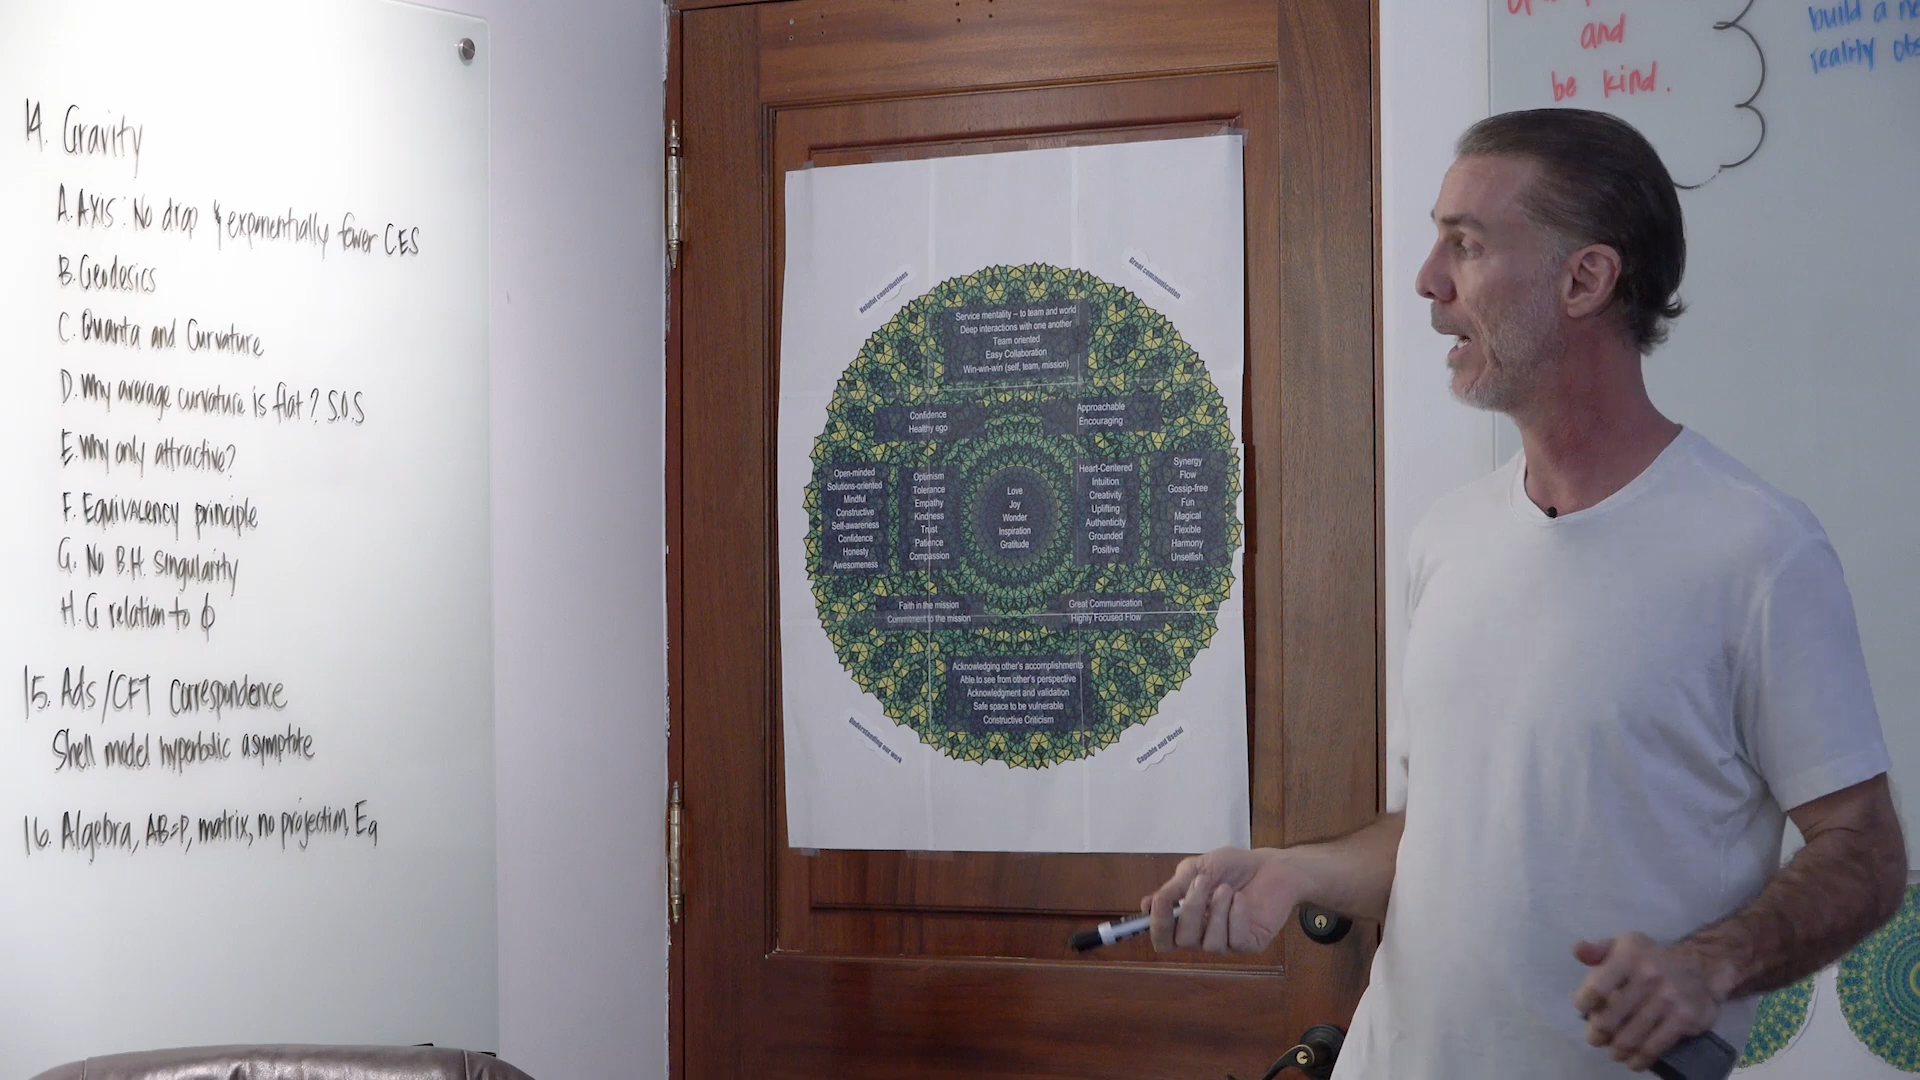 14. Gravity
A. Axis: No drop & exponentially fewer CES
B. Geodesics
C. Quanta and Curvature
D. Why average curvature is flat? S.O.S
E. Why only attractive?
F. Equivalency principle
G. No B.H. singularity
H. G relation to ϕ
15. Ads/CFT correspondence
Shell model hyperbolic asymptote
16. Algebra, AB=P, matrix, no projection, Eq
Helpful contributions
Great communication
Service mentality – to team and world
Deep interactions with one another
Team oriented
Easy Collaboration
Win-win-win (self, team, mission)
Confidence
Healthy ego
Approachable
Encouraging
Open-minded
Solutions-oriented
Mindful
Constructive
Self-awareness
Confidence
Honesty
Awesomeness
Optimism
Tolerance
Empathy
Kindness
Trust
Patience
Compassion
Love
Joy
Wonder
Inspiration
Gratitude
Heart-Centered
Intuition
Creativity
Uplifting
Authenticity
Grounded
Positive
Synergy
Flow
Gossip-free
Fun
Magical
Flexible
Harmony
Unselfish
Faith in the mission
Commitment to the mission
Great Communication
Highly Focused Flow
Acknowledging other's accomplishments
Able to see from other's perspective
Acknowledgment and validation
Safe space to be vulnerable
Constructive Criticism
Understanding our work
Capable and Useful
and
be kind.
build a
reality